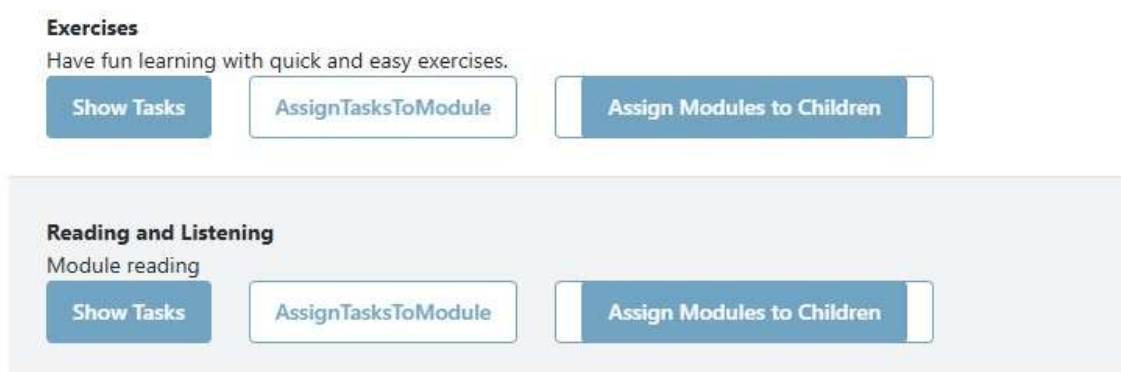 Exercises
Have fun learning with quick and easy exercises.
Show Tasks AssignTasksToModule Assign Modules to Children
Reading and Listening
Module reading
Show Tasks AssignTasksToModule Assign Modules to Children